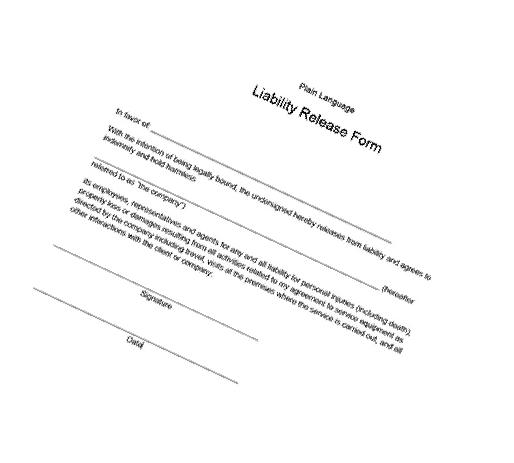 Plain Language
Liability Release Form
In favor of
With the intention of being legally bound, the undersigned hereby releases from liability and agrees to
indemnity and hold harmless
(hereafter
referred to as "the company")
its employees, representatives and agents for any and all liability for personal injuries (including death),
property loss or damages resulting from all activities related to my agreement to service equipment as
directed by the company including travel, visits at the premises where the service is carried out, and all
other interactions with the client or company.
Signature
Date